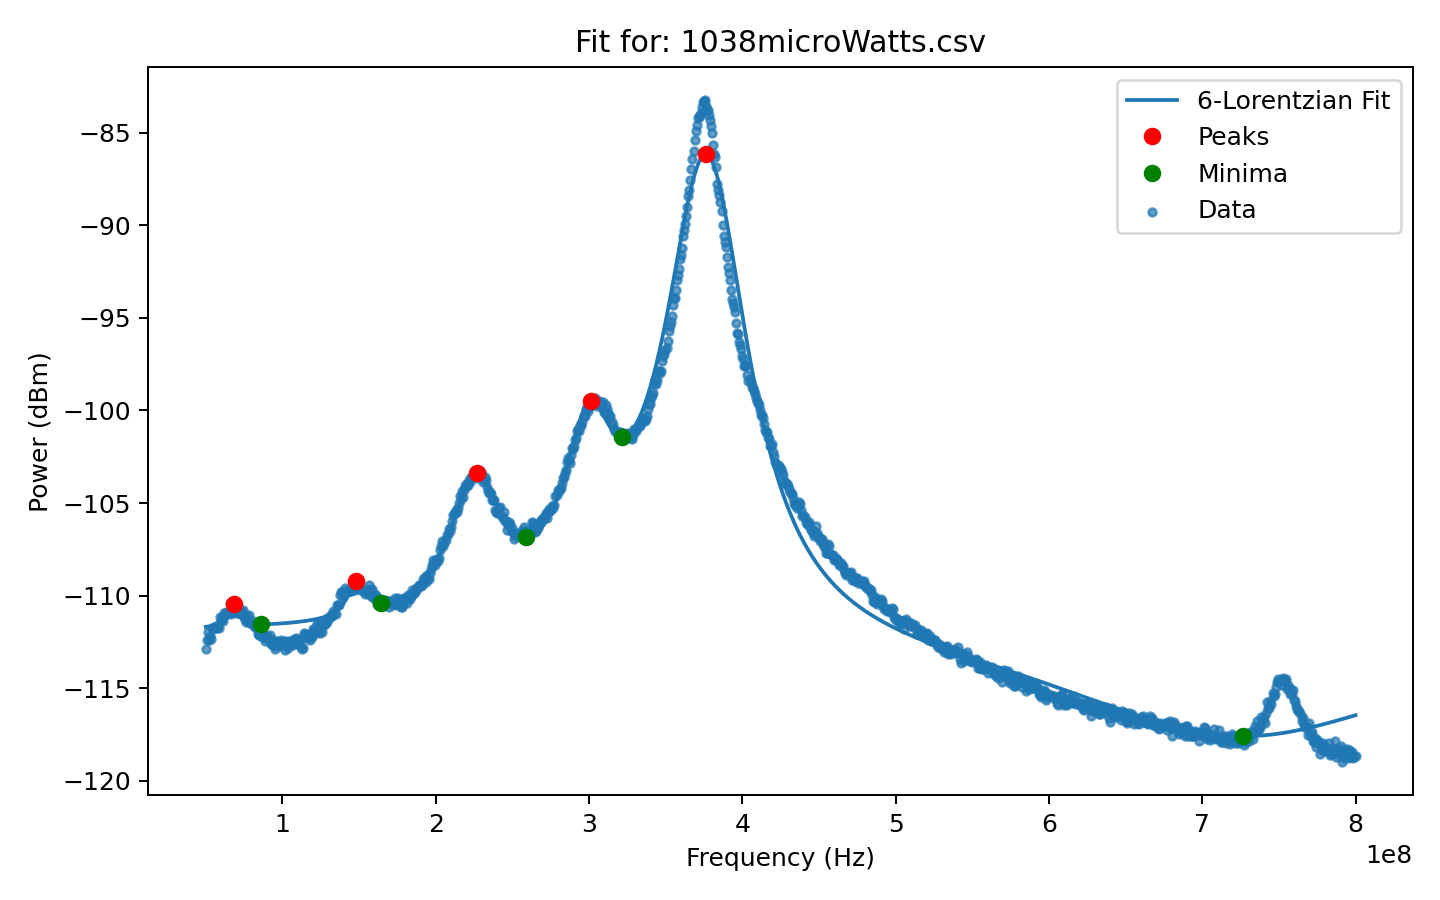 Fit for: 1038microWatts.csv
6-Lorentzian Fit
Peaks
Minima
Data
Power (dBm)
−85
−90
−95
−100
−105
−110
−115
−120
1 2 3 4 5 6 7 8
1e8
Frequency (Hz)